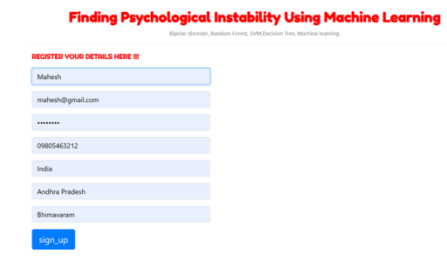 Finding Psychological Instability Using Machine Learning
Bipolar disorder, Random Forest, SVM,Decision Tree, Machine learning
REGISTER YOUR DETAILS HERE !!!
Mahesh
mahesh@gmail.com
••••••••
09805463212
India
Andhra Pradesh
Bhimavaram
sign_up